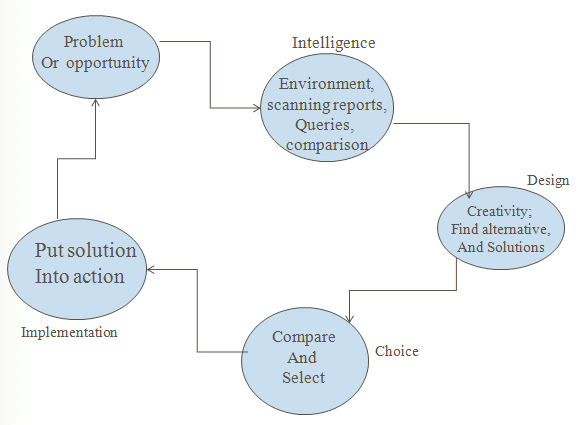 Problem
Or opportunity
Intelligence
Environment,
scanning reports,
Queries,
comparison
Design
Creativity;
Find alternative,
And Solutions
Choice
Compare
And
Select
Put solution
Into action
Implementation